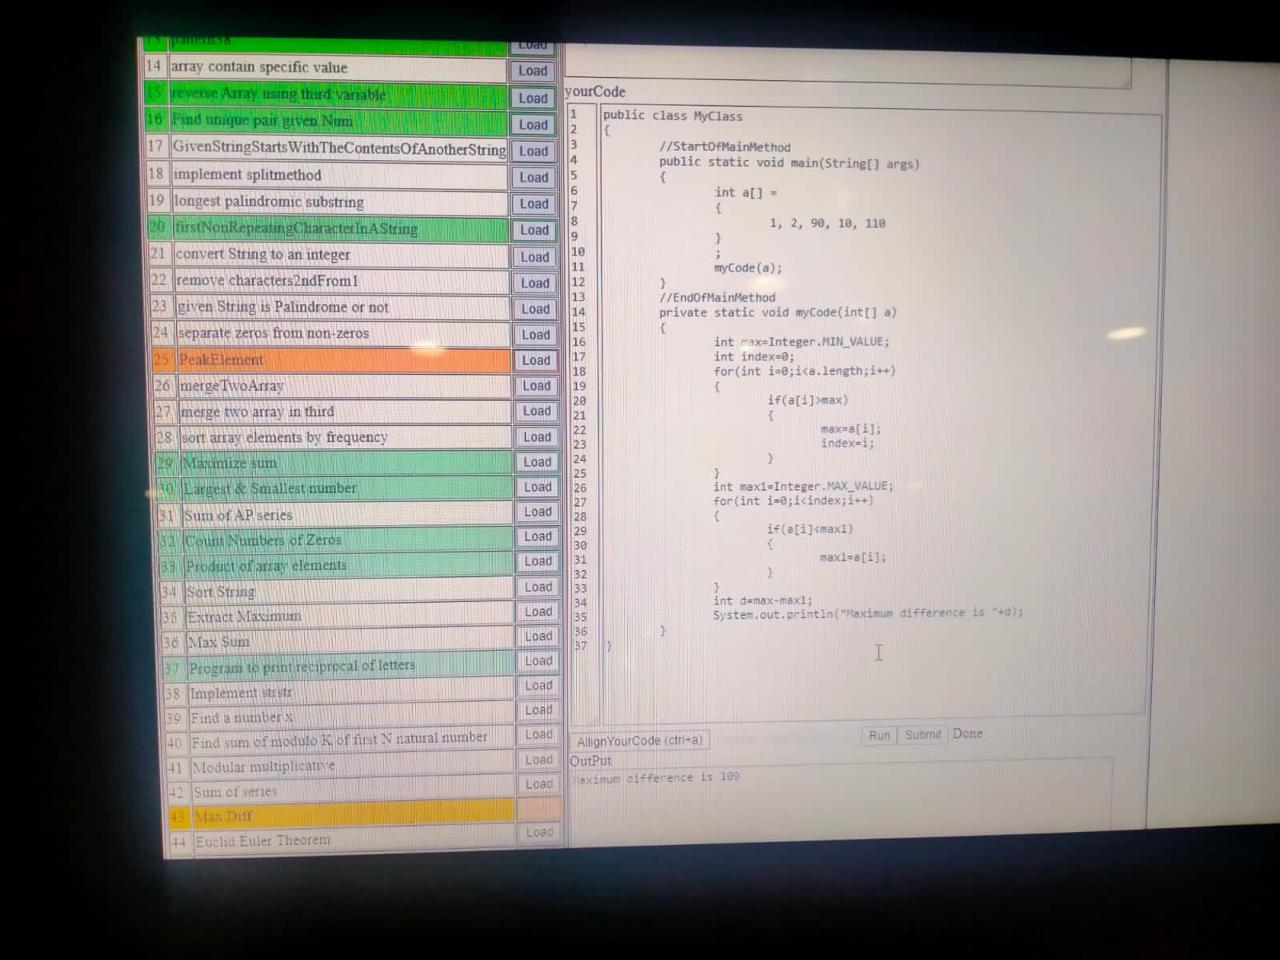 13 pattern38 Load
14 array contain specific value Load
15 reverse Array using third variable Load
16 Find unique pair given Num Load
17 GivenStringStartsWithTheContentsOfAnotherString Load
18 implement splitmethod Load
19 longest palindromic substring Load
20 firstNonRepeatingCharacterInAString Load
21 convert String to an integer Load
22 remove characters2ndFrom1 Load
23 given String is Palindrome or not Load
24 separate zeros from non-zeros Load
25 PeakElement Load
26 mergeTwoArray Load
27 merge two array in third Load
28 sort array elements by frequency Load
29 Maximize sum Load
30 Largest & Smallest number Load
31 Sum of AP series Load
32 Count Numbers of Zeros Load
33 Product of array elements Load
34 Sort String Load
35 Extract Maximum Load
36 Max Sum Load
37 Program to print reciprocal of letters Load
38 Implement strstr Load
39 Find a number x Load
40 Find sum of modulo K of first N natural number Load
41 Modular multiplicative Load
42 Sum of series Load
43 Max Diff
44 Euclid Euler Theorem Load
yourCode
1 public class MyClass
2 {
3 //StartOfMainMethod
4 public static void main(String[] args)
5 {
6 int a[] =
7 {
8 1, 2, 90, 10, 110
9 }
10 ;
11 myCode(a);
12 }
13 //EndOfMainMethod
14 private static void myCode(int[] a)
15 {
16 int max=Integer.MIN_VALUE;
17 int index=0;
18 for(int i=0;i<a.length;i++)
19 {
20 if(a[i]>max)
21 {
22 max=a[i];
23 index=i;
24 }
25 }
26 int max1=Integer.MAX_VALUE;
27 for(int i=0;i<index;i++)
28 {
29 if(a[i]<max1)
30 {
31 max1=a[i];
32 }
33 }
34 int d=max-max1;
35 System.out.println("Maximum difference is "+d);
36 }
37 }
AllignYourCode (ctrl+a) Run Submit Done
OutPut
Maximum difference is 109